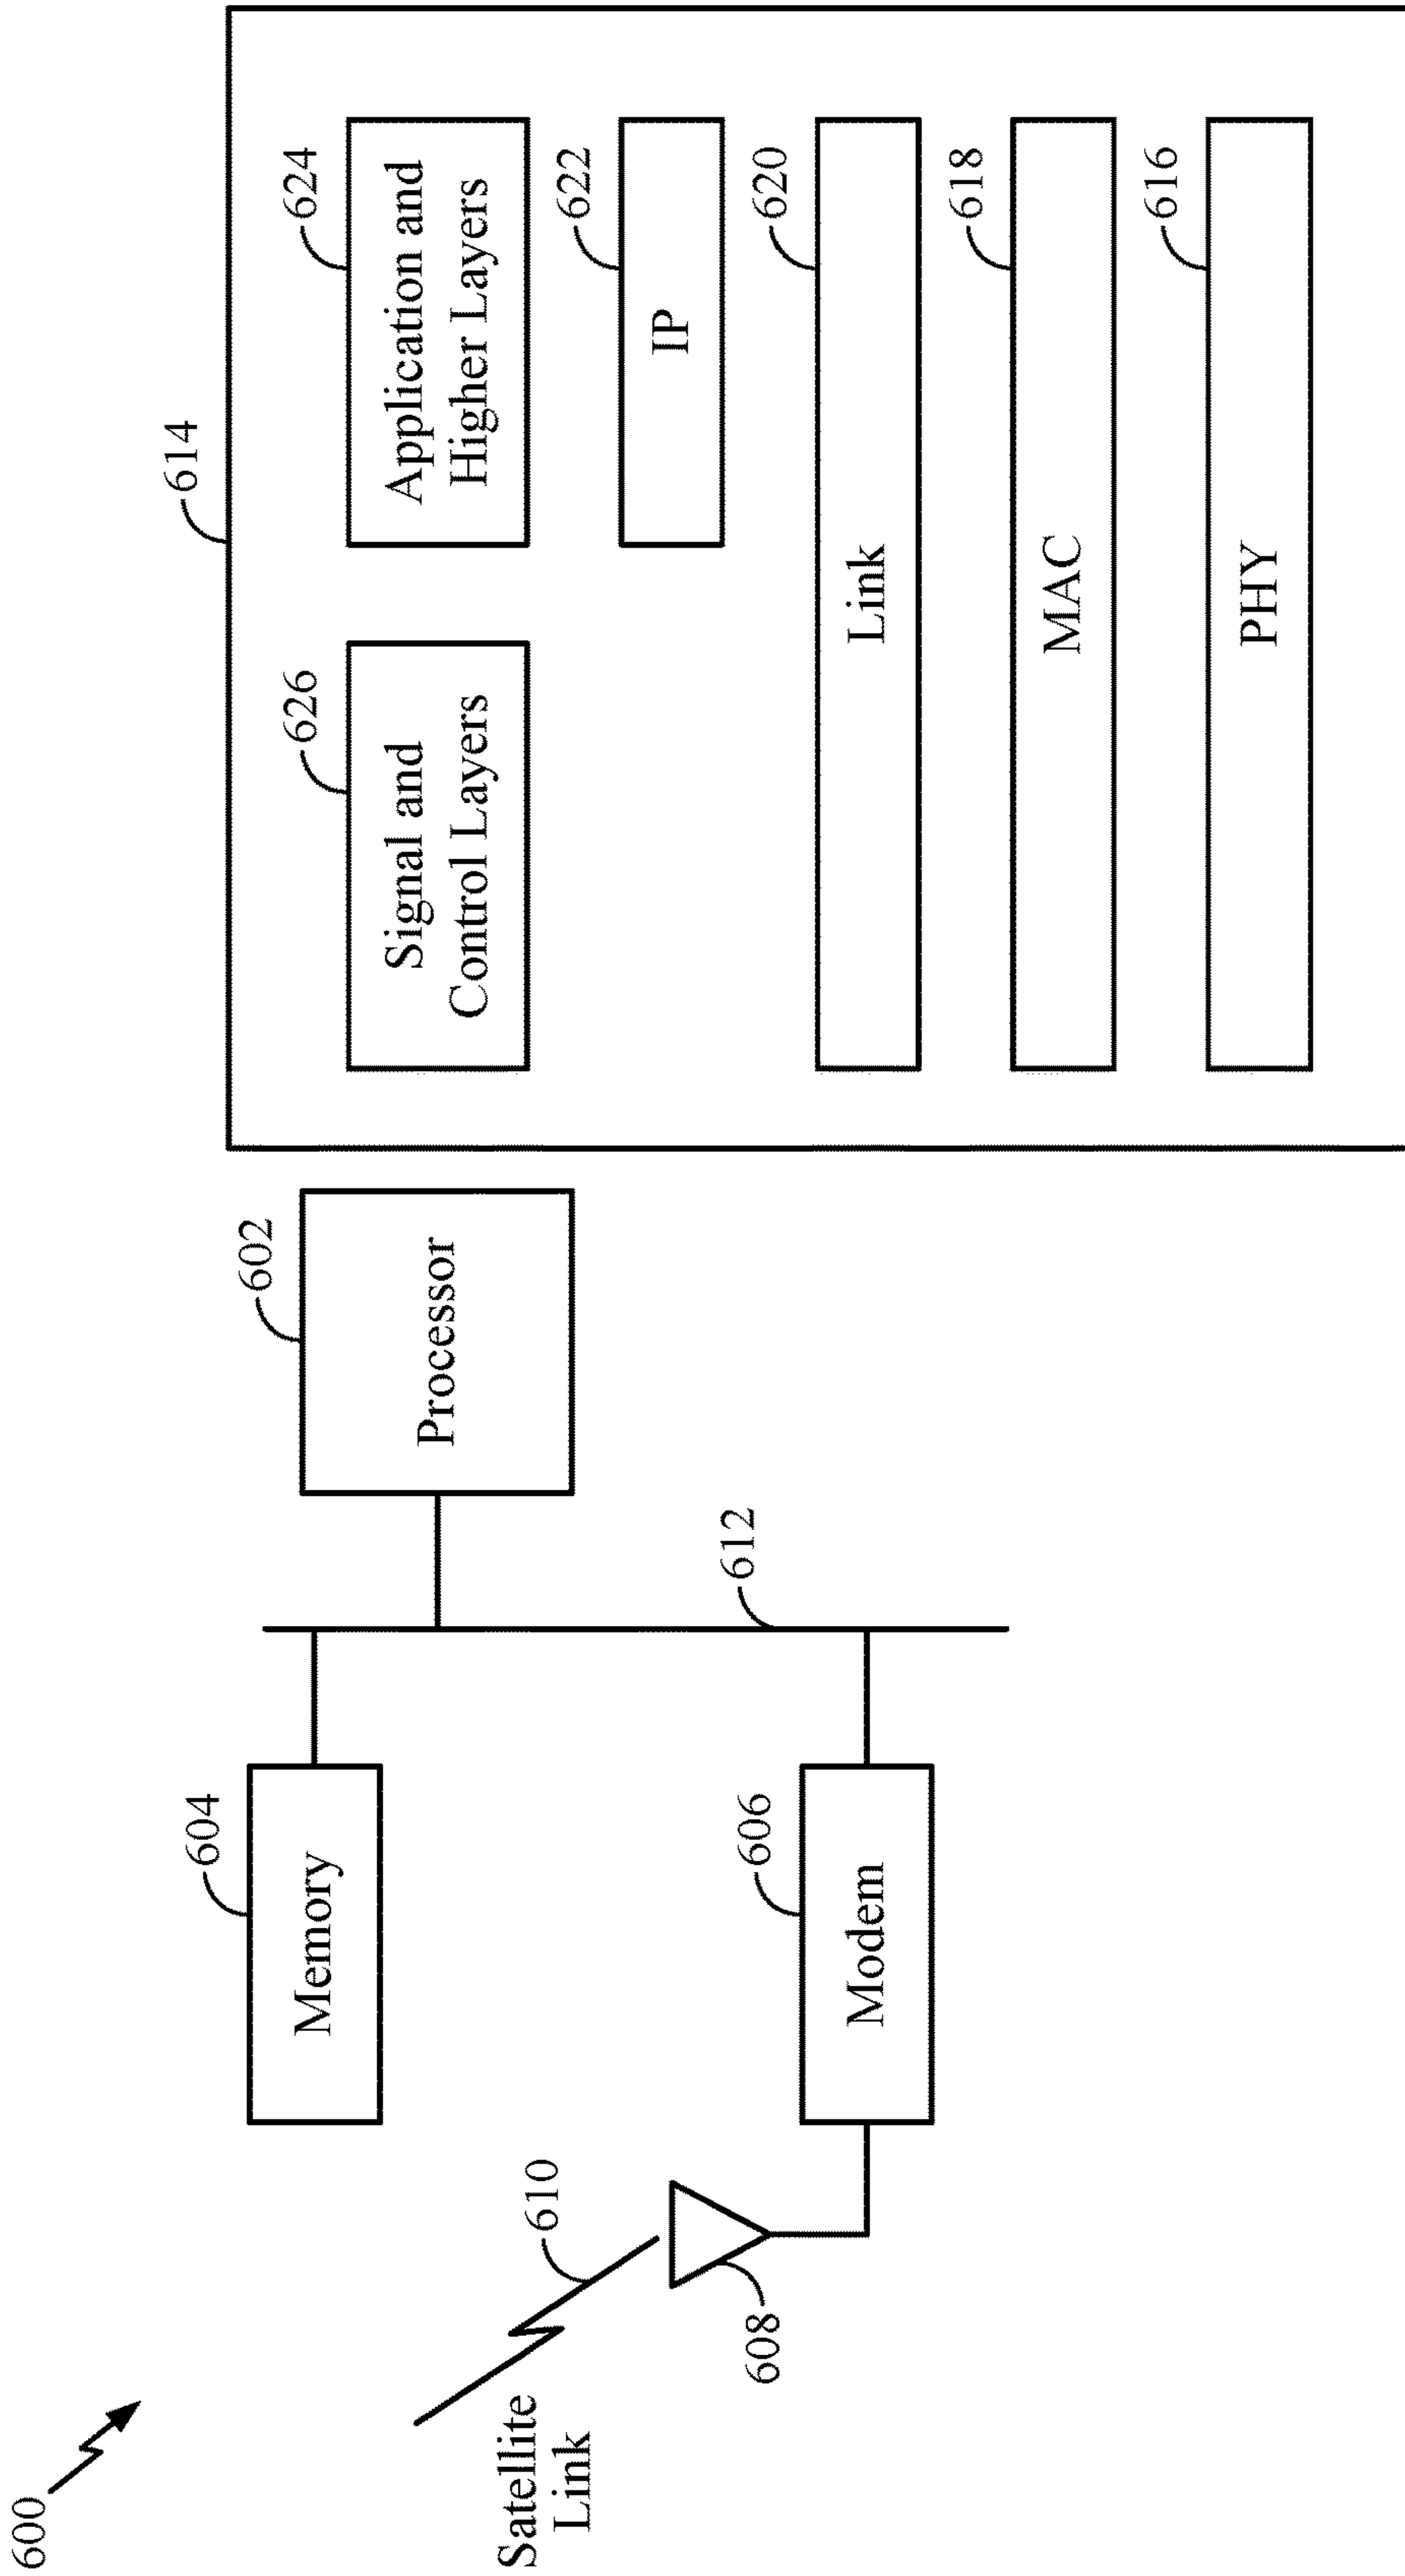 600
Satellite
Link
610
608
604
Memory
606
Modem
612
602
Processor
614
626
Signal and
Control Layers
624
Application and
Higher Layers
622
IP
620
Link
618
MAC
616
PHY